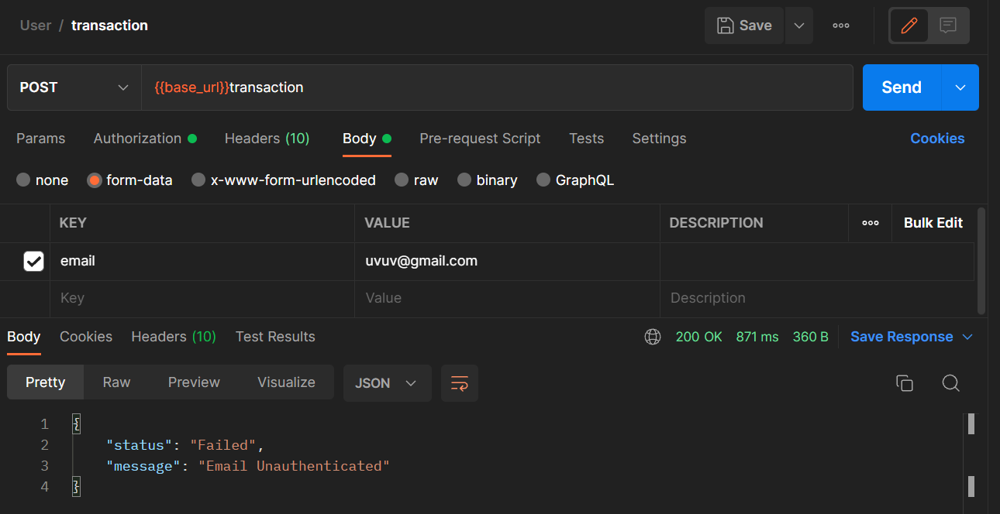 User / transaction Save
POST {{base_url}}transaction Send
Params Authorization Headers (10) Body Pre-request Script Tests Settings Cookies
none form-data x-www-form-urlencoded raw binary GraphQL
KEY VALUE DESCRIPTION Bulk Edit
email uvuv@gmail.com
Key Value Description
Body Cookies Headers (10) Test Results 200 OK 871 ms 360 B Save Response
Pretty Raw Preview Visualize JSON
1 {
2 "status": "Failed",
3 "message": "Email Unauthenticated"
4 }